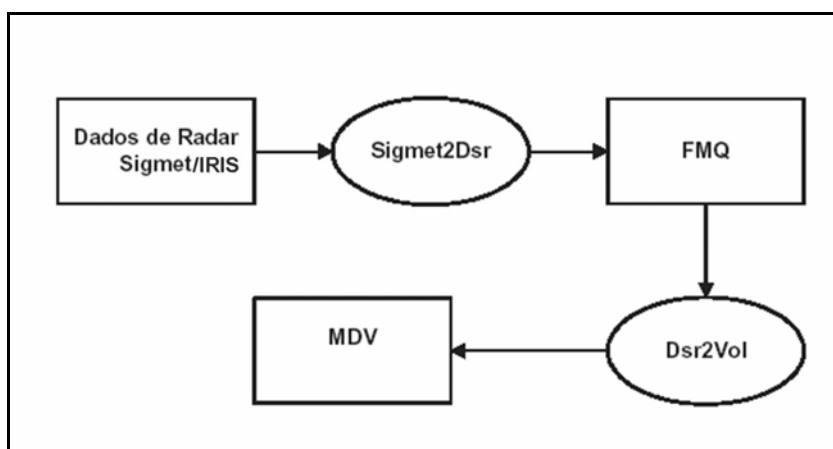 Dados de Radar
Sigmet/IRIS
Sigmet2Dsr
FMQ
MDV
Dsr2Vol